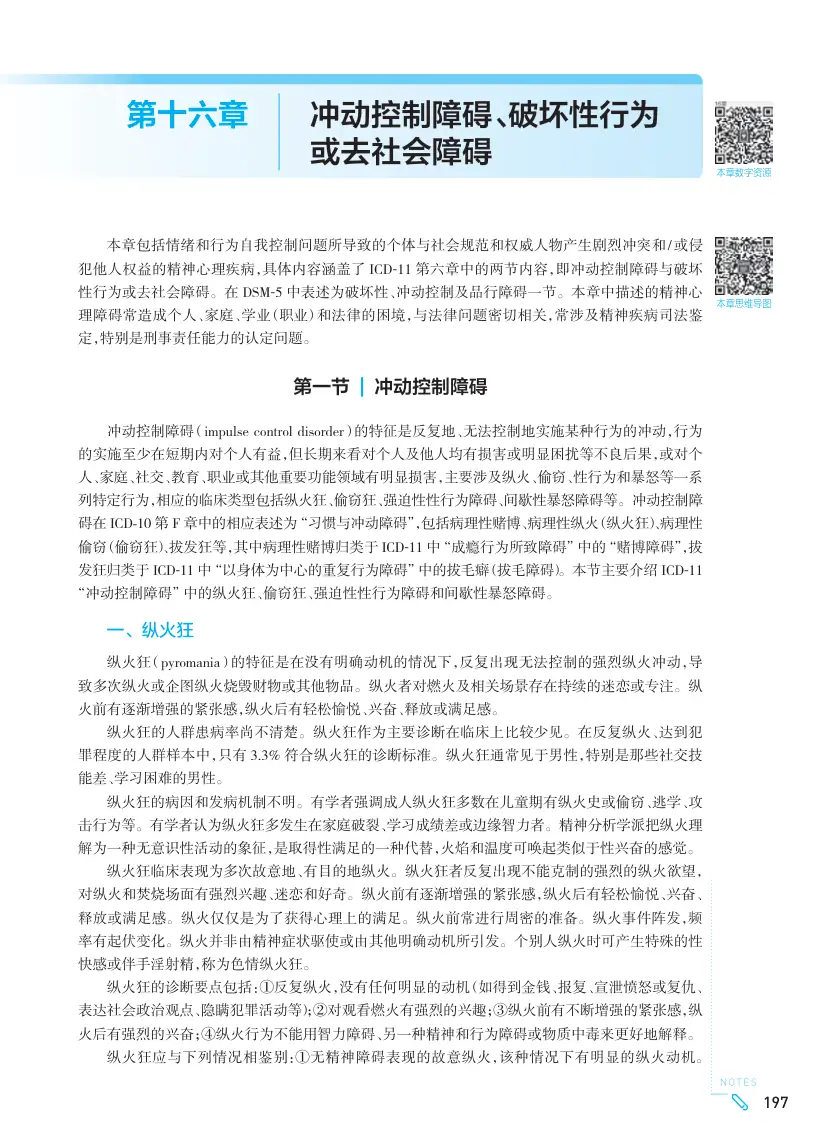 第十六章
冲动控制障碍、破坏性行为
或去社会障碍
本章数字资源
本章思维导图
本章包括情绪和行为自我控制问题所导致的个体与社会规范和权威人物产生剧烈冲突和/或侵
犯他人权益的精神心理疾病,具体内容涵盖了 ICD-11 第六章中的两节内容,即冲动控制障碍与破坏
性行为或去社会障碍。在 DSM-5 中表述为破坏性、冲动控制及品行障碍一节。本章中描述的精神心
理障碍常造成个人、家庭、学业(职业)和法律的困境,与法律问题密切相关,常涉及精神疾病司法鉴
定,特别是刑事责任能力的认定问题。
第一节 | 冲动控制障碍
冲动控制障碍(impulse control disorder)的特征是反复地、无法控制地实施某种行为的冲动,行为
的实施至少在短期内对个人有益,但长期来看对个人及他人均有损害或明显困扰等不良后果,或对个
人、家庭、社交、教育、职业或其他重要功能领域有明显损害,主要涉及纵火、偷窃、性行为和暴怒等一系
列特定行为,相应的临床类型包括纵火狂、偷窃狂、强迫性性行为障碍、间歇性暴怒障碍等。冲动控制障
碍在 ICD-10 第 F 章中的相应表述为“习惯与冲动障碍”,包括病理性赌博、病理性纵火(纵火狂)、病理性
偷窃(偷窃狂)、拔发狂等,其中病理性赌博归类于 ICD-11 中“成瘾行为所致障碍”中的“赌博障碍”,拔
发狂归类于 ICD-11 中“以身体为中心的重复行为障碍”中的拔毛癖(拔毛障碍)。本节主要介绍 ICD-11
“冲动控制障碍”中的纵火狂、偷窃狂、强迫性性行为障碍和间歇性暴怒障碍。
一、纵火狂
纵火狂(pyromania)的特征是在没有明确动机的情况下,反复出现无法控制的强烈纵火冲动,导
致多次纵火或企图纵火烧毁财物或其他物品。纵火者对燃火及相关场景存在持续的迷恋或专注。纵
火前有逐渐增强的紧张感,纵火后有轻松愉悦、兴奋、释放或满足感。
纵火狂的人群患病率尚不清楚。纵火狂作为主要诊断在临床上比较少见。在反复纵火、达到犯
罪程度的人群样本中,只有 3.3% 符合纵火狂的诊断标准。纵火狂通常见于男性,特别是那些社交技
能差、学习困难的男性。
纵火狂的病因和发病机制不明。有学者强调成人纵火狂多数在儿童期有纵火史或偷窃、逃学、攻
击行为等。有学者认为纵火狂多发生在家庭破裂、学习成绩差或边缘智力者。精神分析学派把纵火理
解为一种无意识性活动的象征,是取得性满足的一种代替,火焰和温度可唤起类似于性兴奋的感觉。
纵火狂临床表现为多次故意地、有目的地纵火。纵火狂者反复出现不能克制的强烈的纵火欲望,
对纵火和焚烧场面有强烈兴趣、迷恋和好奇。纵火前有逐渐增强的紧张感,纵火后有轻松愉悦、兴奋、
释放或满足感。纵火仅仅是为了获得心理上的满足。纵火前常进行周密的准备。纵火事件阵发,频
率有起伏变化。纵火并非由精神症状驱使或由其他明确动机所引发。个别人纵火时可产生特殊的性
快感或伴手淫射精,称为色情纵火狂。
纵火狂的诊断要点包括:①反复纵火,没有任何明显的动机(如得到金钱、报复、宣泄愤怒或复仇、
表达社会政治观点、隐瞒犯罪活动等);②对观看燃火有强烈的兴趣;③纵火前有不断增强的紧张感,纵
火后有强烈的兴奋;④纵火行为不能用智力障碍、另一种精神和行为障碍或物质中毒来更好地解释。
纵火狂应与下列情况相鉴别:①无精神障碍表现的故意纵火,该种情况下有明显的纵火动机。
NOTES
197